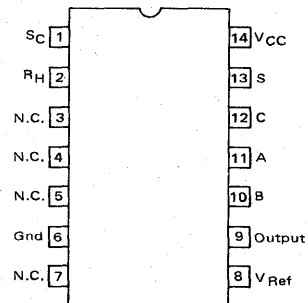 SC 1 14 VCC
RH 2 13 S
N.C. 3 12 C
N.C. 4 11 A
N.C. 5 10 B
Gnd 6 9 Output
N.C. 7 8 VRef